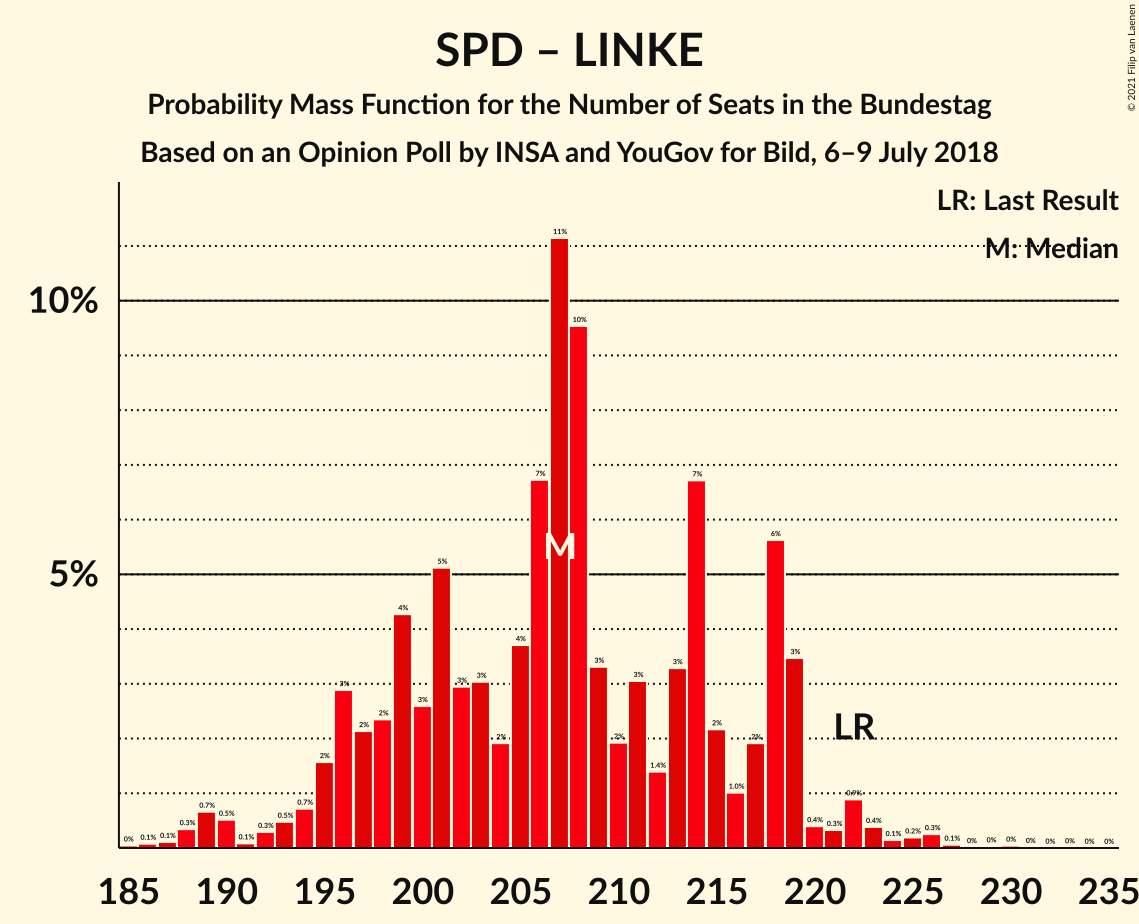 SPD – LINKE
Probability Mass Function for the Number of Seats in the Bundestag
Based on an Opinion Poll by INSA and YouGov for Bild, 6–9 July 2018
© 2021 Filip van Laenen
LR: Last Result
M: Median
10%
5%
0% 0.1% 0.1% 0.3% 0.7% 0.5% 0.1% 0.3% 0.5% 0.7% 2% 3% 2% 2% 4% 3% 5% 3% 3% 2% 4% 7% 11% 10% 3% 2% 3% 1.4% 3% 7% 2% 1.0% 2% 6% 3% 0.4% 0.3% 0.9% 0.4% 0.1% 0.2% 0.3% 0.1% 0% 0% 0% 0% 0% 0% 0% 0%
M
LR
185 190 195 200 205 210 215 220 225 230 235